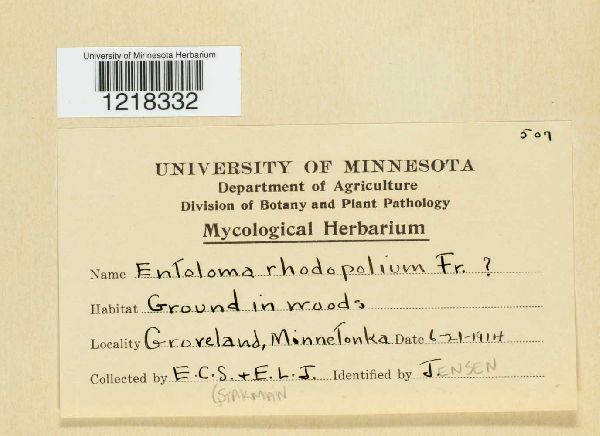 University of Minnesota Herbarium
1218332
507
UNIVERSITY OF MINNESOTA
Department of Agriculture
Division of Botany and Plant Pathology
Mycological Herbarium
Name Entoloma rhodopolium Fr. ?
Habitat Ground in woods
Locality Groveland, Minnetonka Date 6-21-1914
Collected by E.C.S. + E.L.J. Identified by JENSEN
(STAKMAN